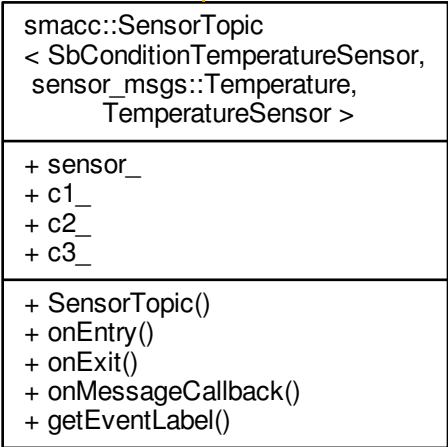 smacc::SensorTopic
< SbConditionTemperatureSensor,
sensor_msgs::Temperature,
TemperatureSensor >
+ sensor_
+ c1_
+ c2_
+ c3_
+ SensorTopic()
+ onEntry()
+ onExit()
+ onMessageCallback()
+ getEventLabel()